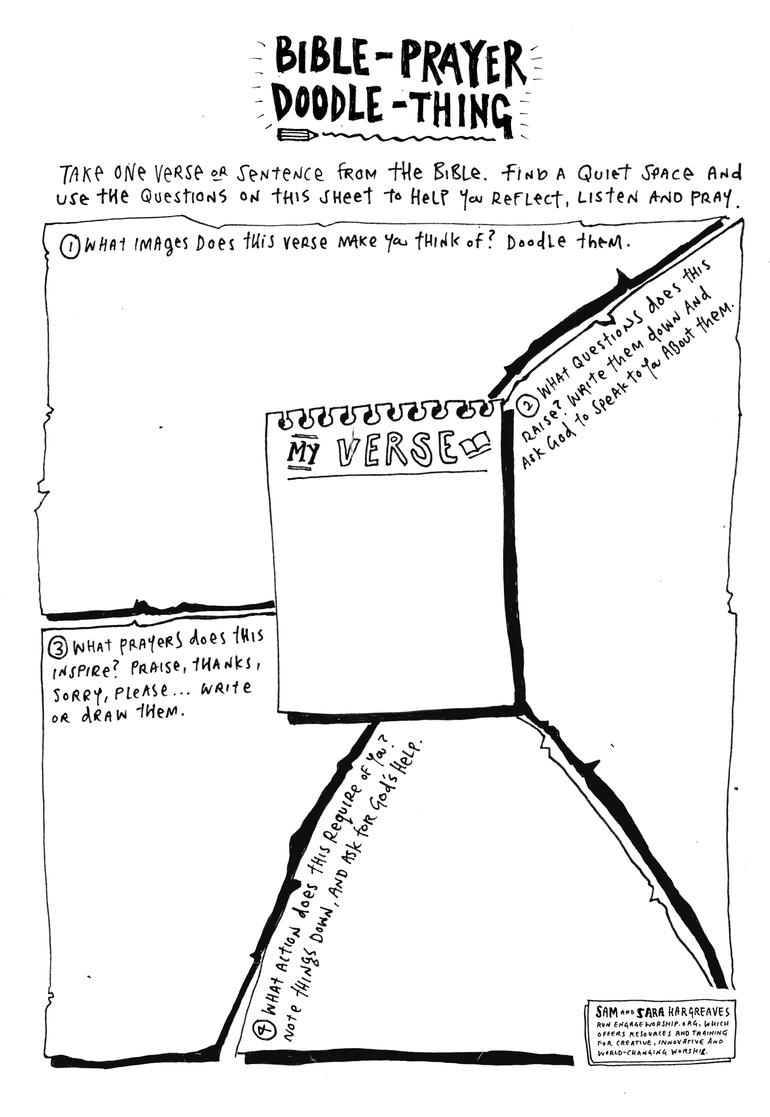 BIBLE-PRAYER
DOODLE-THING
TAKE ONE VERSE OR SENTENCE FROM THE BIBLE. FIND A QUIET SPACE AND
USE THE QUESTIONS ON THIS SHEET TO HELP YOU REFLECT, LISTEN AND PRAY.
1 WHAT IMAGES DOES THIS VERSE MAKE YOU THINK OF? DOODLE THEM.
2 WHAT QUESTIONS DOES THIS
RAISE? WRITE THEM DOWN AND
ASK GOD TO SPEAK TO YOU ABOUT THEM.
MY VERSE
3 WHAT PRAYERS DOES THIS
INSPIRE? PRAISE, THANKS,
SORRY, PLEASE... WRITE
OR DRAW THEM.
4 WHAT ACTION DOES THIS REQUIRE OF YOU?
NOTE THINGS DOWN, AND ASK FOR GOD'S HELP.
SAM AND SARA HARGREAVES
RUN ENGAGEWORSHIP.ORG, WHICH
OFFERS RESOURCES AND TRAINING
FOR CREATIVE, INNOVATIVE AND
WORLD-CHANGING WORSHIP.